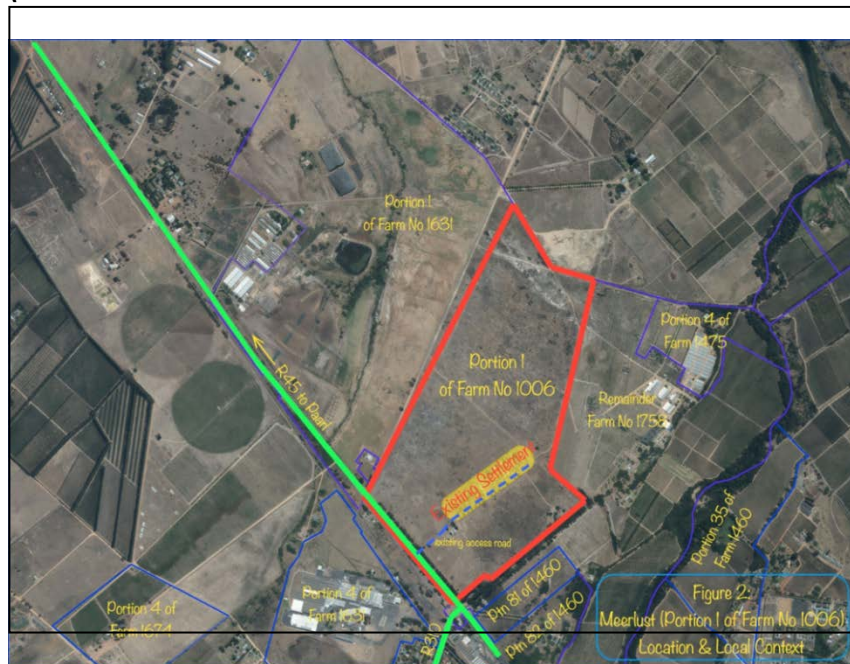 Portion 1
of Farm No 1631
R45 to Paarl
Portion 1
of Farm No 1006
Portion 4 of
Farm 1475
Remainder
Farm No 1758
Existing Settlement
existing access road
Portion 35 of
Farm 1460
Ptn 81 of 1460
Ptn 82 of 1460
Portion 4 of
Farm 1674
Portion 4 of
Farm 1631
R310
Figure 2:
Meerlust (Portion 1 of Farm No 1006)
Location & Local Context